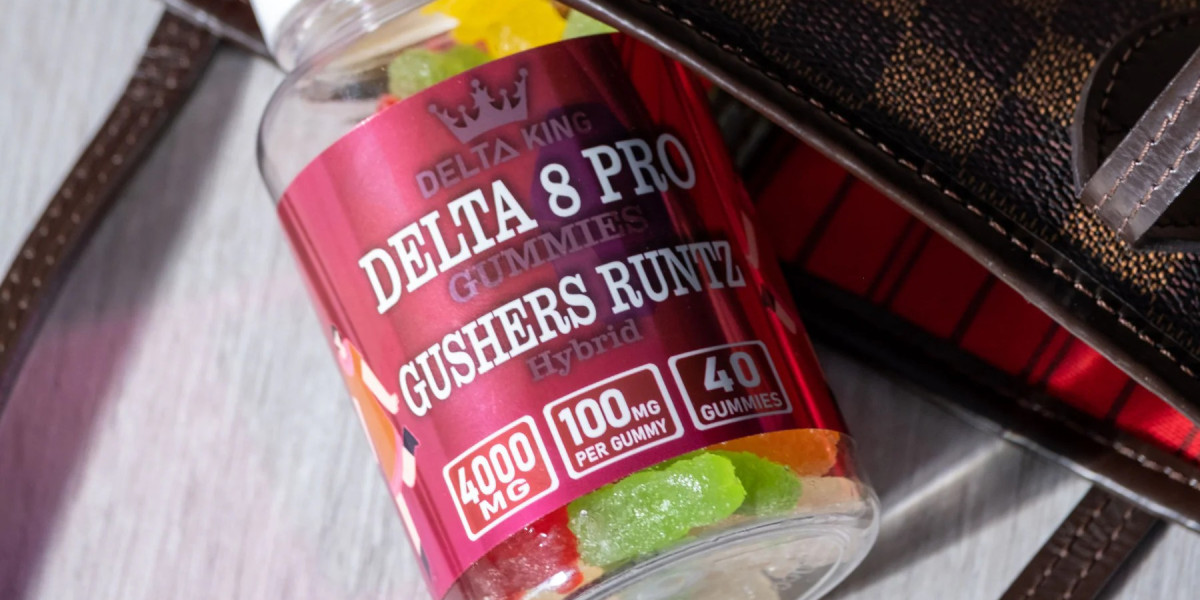 DELTA KING
DELTA 8 PRO
GUMMIES
GUSHERS RUNTZ
Hybrid
4000
MG
100MG
PER GUMMY
40
GUMMIES